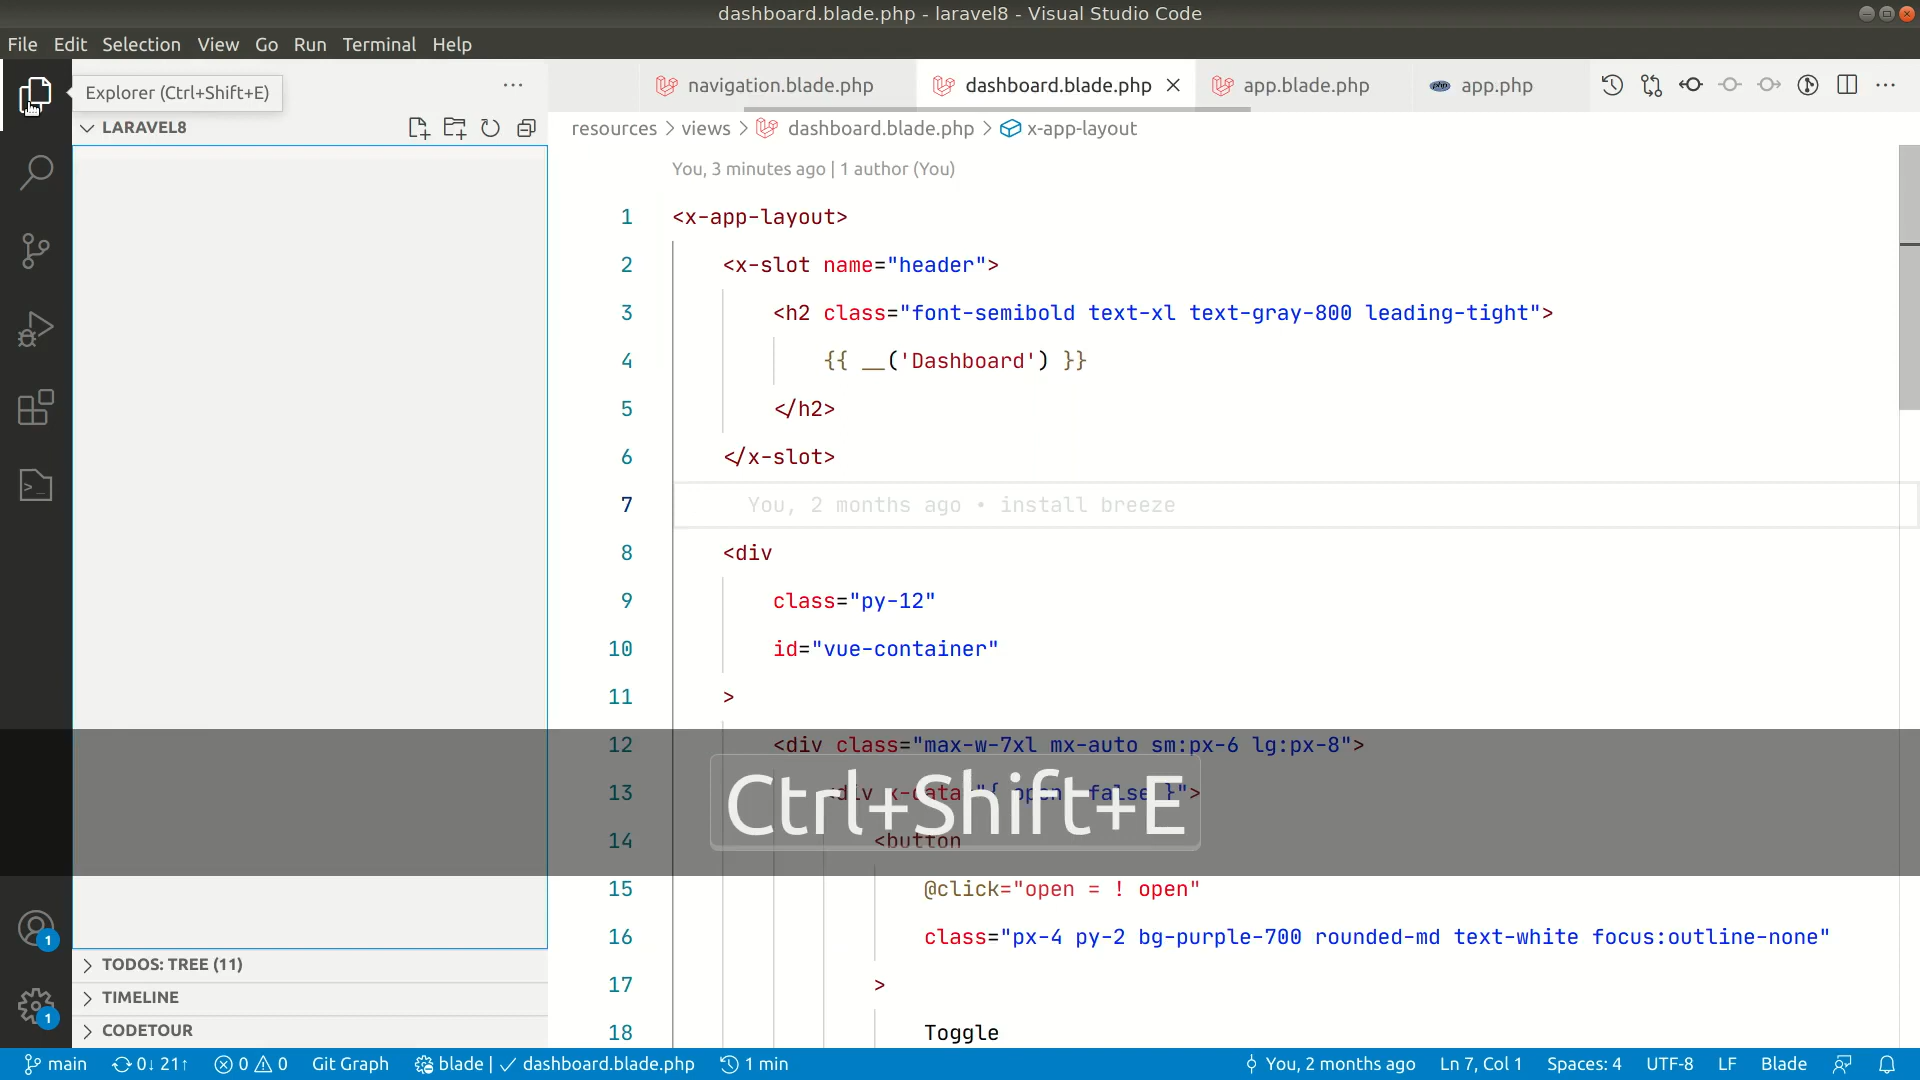 dashboard.blade.php - laravel8 - Visual Studio Code
File Edit Selection View Go Run Terminal Help
Explorer (Ctrl+Shift+E)
navigation.blade.php dashboard.blade.php app.blade.php php app.php
LARAVEL8
resources > views > dashboard.blade.php > x-app-layout
You, 3 minutes ago | 1 author (You)
1 <x-app-layout>
2 <x-slot name="header">
3 <h2 class="font-semibold text-xl text-gray-800 leading-tight">
4 {{ __('Dashboard') }}
5 </h2>
6 </x-slot>
7 You, 2 months ago • install breeze
8 <div
9 class="py-12"
10 id="vue-container"
11 >
12 <div class="max-w-7xl mx-auto sm:px-6 lg:px-8">
13 <div x-data="{ open: false }">
Ctrl+Shift+E
14 <button
15 @click="open = ! open"
16 class="px-4 py-2 bg-purple-700 rounded-md text-white focus:outline-none"
17 >
18 Toggle
1
1
TODOS: TREE (11)
TIMELINE
CODETOUR
main 0↓ 21↑ 0 0 Git Graph blade | ✓ dashboard.blade.php 1 min You, 2 months ago Ln 7, Col 1 Spaces: 4 UTF-8 LF Blade